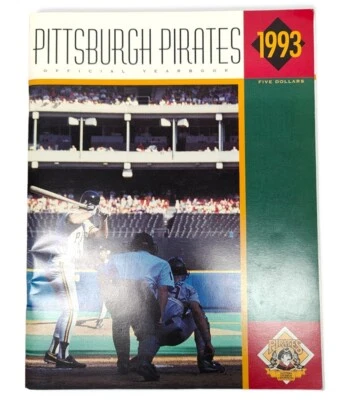 PITTSBURGH PIRATES
1993
OFFICIAL YEARBOOK
FIVE DOLLARS
PIRATES